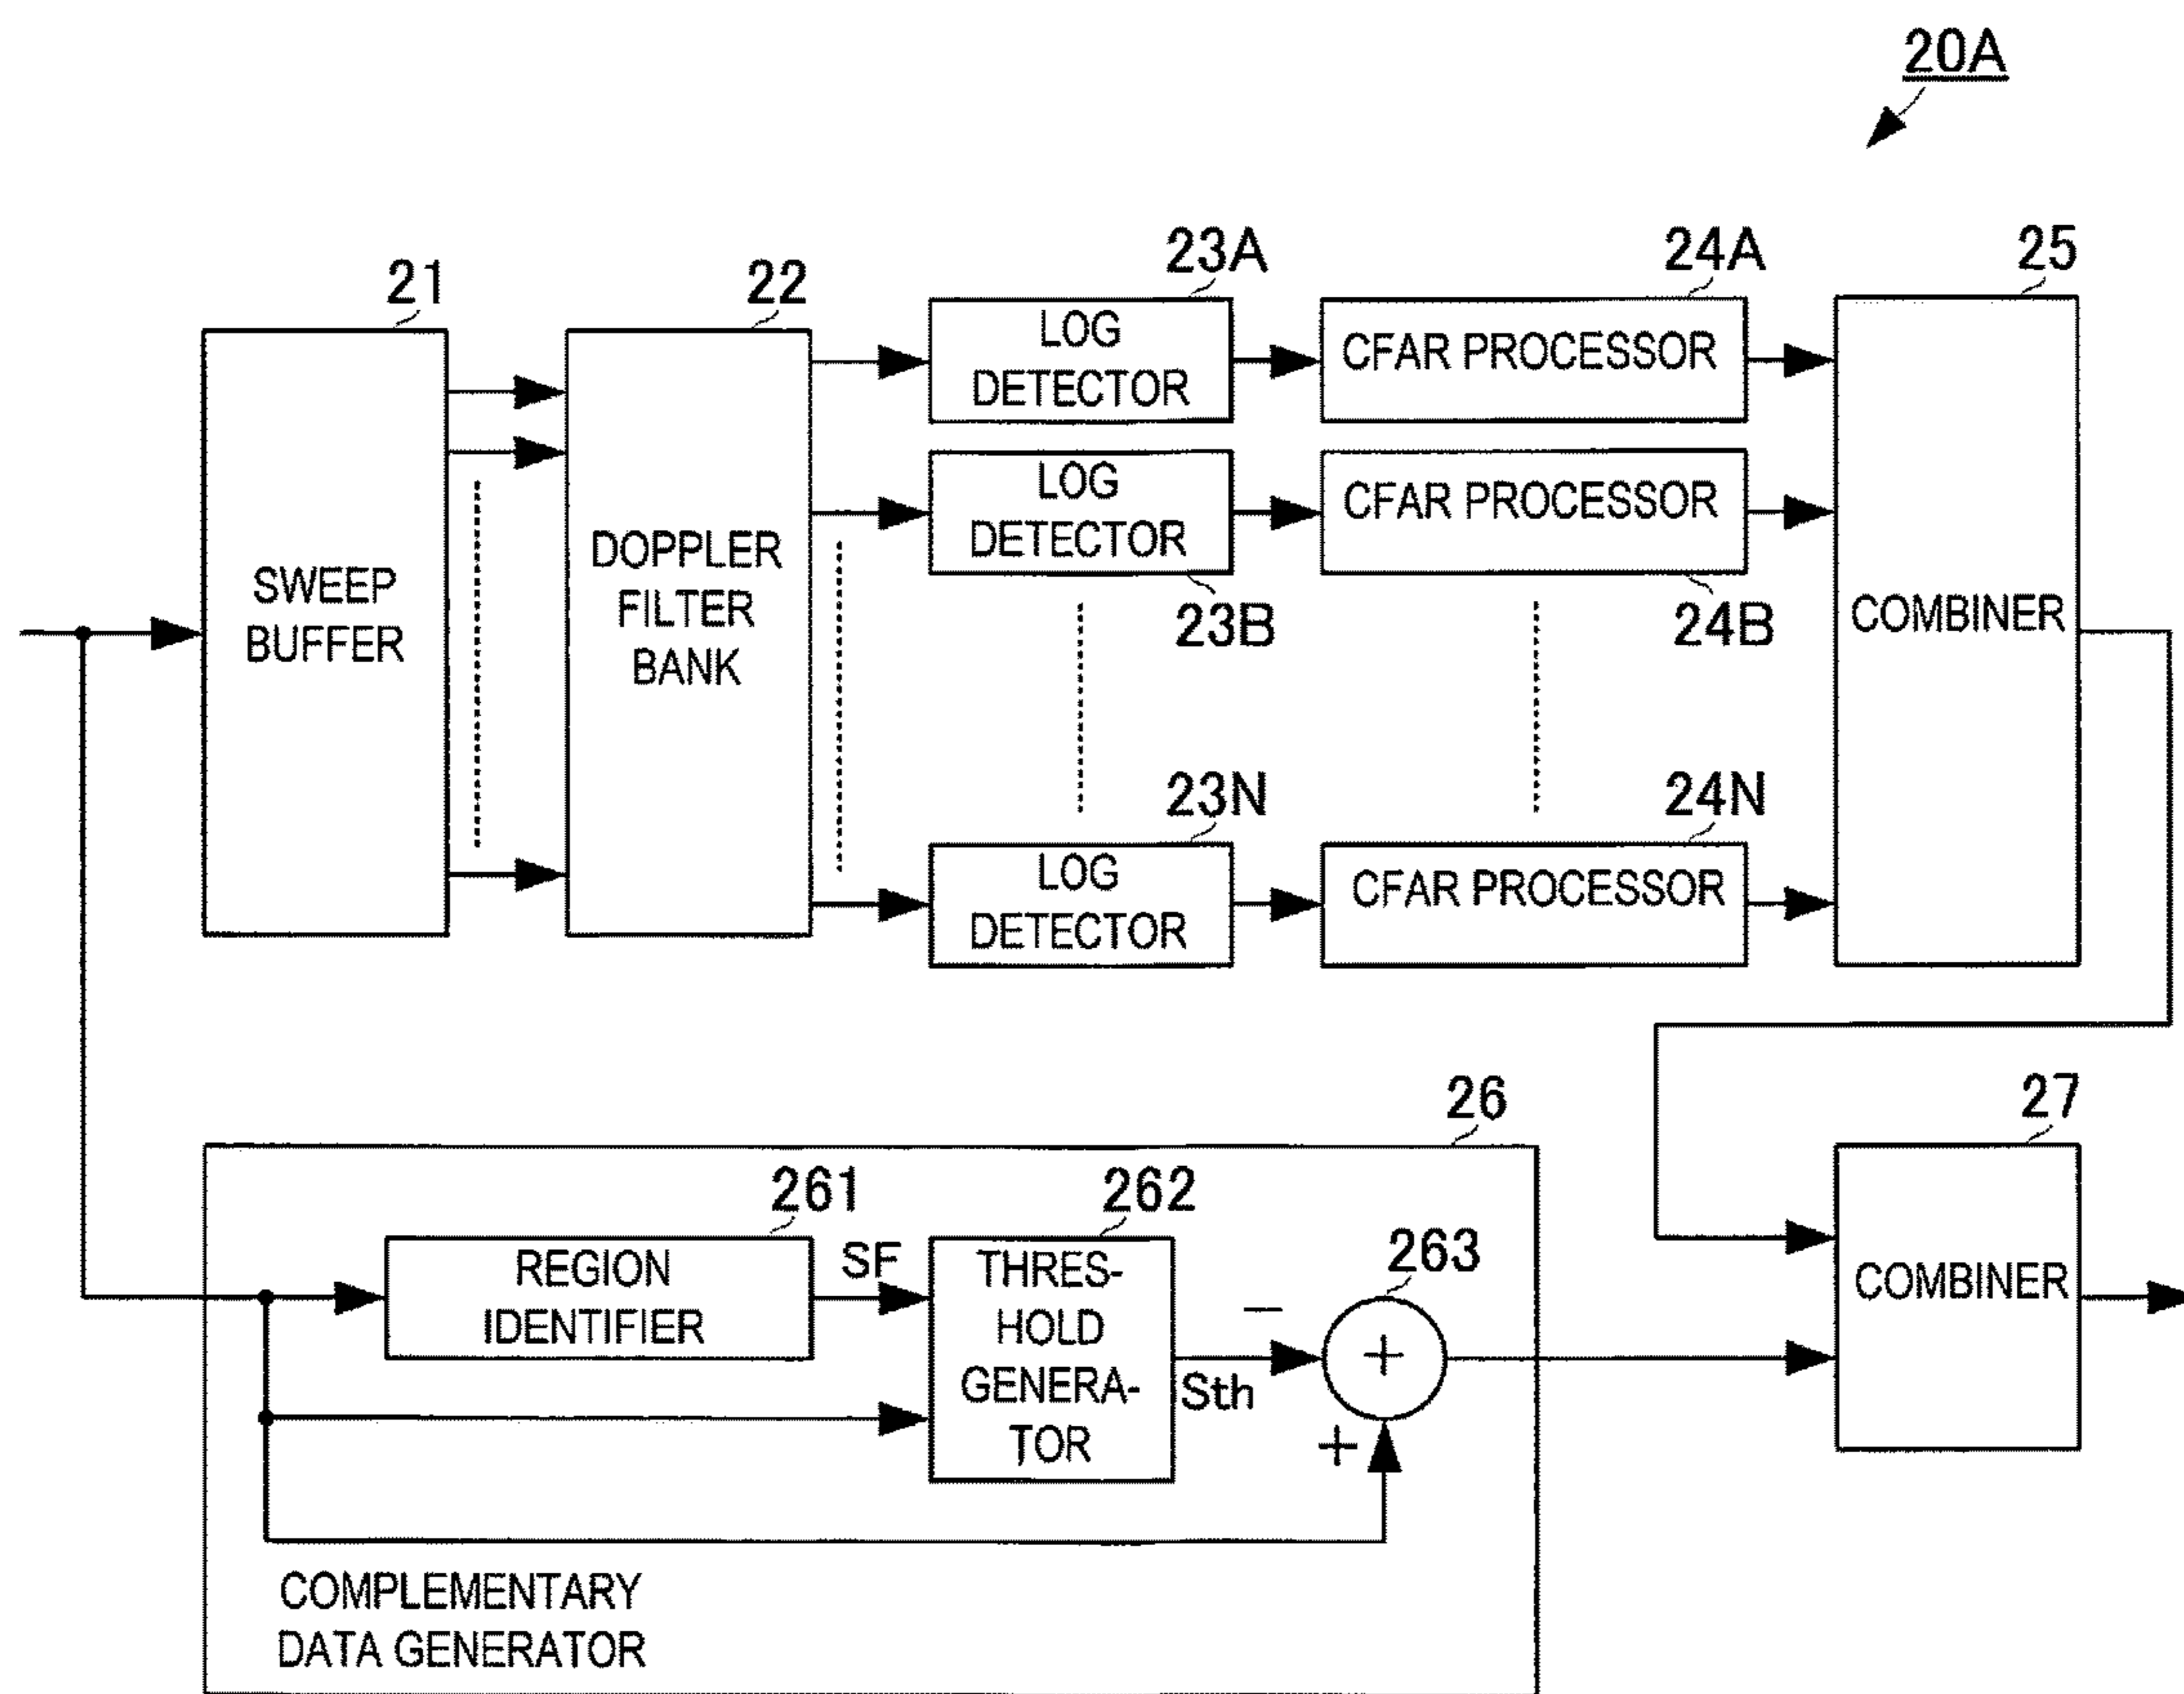 20A
21
22
23A
24A
25
SWEEP
BUFFER
DOPPLER
FILTER
BANK
LOG
DETECTOR
CFAR PROCESSOR
LOG
DETECTOR
CFAR PROCESSOR
23B
24B
COMBINER
23N
24N
LOG
DETECTOR
CFAR PROCESSOR
26
27
261
262
263
REGION
IDENTIFIER
SF
THRES-
HOLD
GENERA-
TOR
−
Sth
+
+
COMBINER
COMPLEMENTARY
DATA GENERATOR